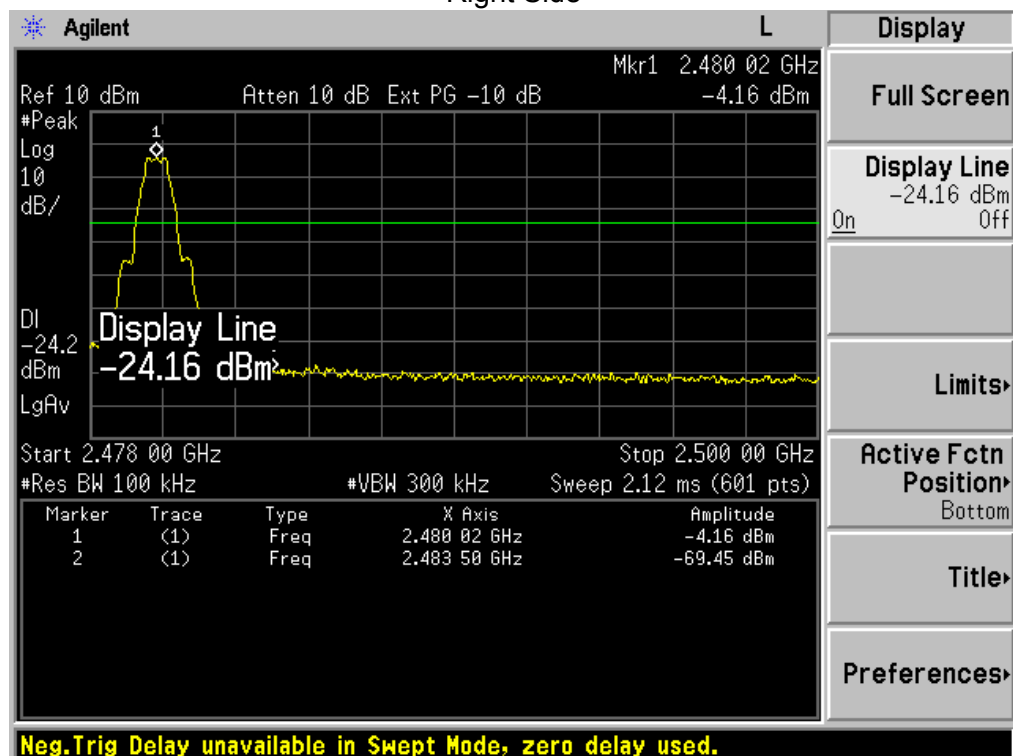 Agilent L Display
Mkr1 2.480 02 GHz
Ref 10 dBm Atten 10 dB Ext PG -10 dB -4.16 dBm
Full Screen
#Peak
Log
10
dB/
1
Display Line
-24.16 dBm
On Off
DI
-24.2
dBm
LgAv
Display Line
-24.16 dBm
Limits
Start 2.478 00 GHz Stop 2.500 00 GHz
#Res BW 100 kHz #VBW 300 kHz Sweep 2.12 ms (601 pts)
Active Fctn
Position
Bottom
Marker Trace Type X Axis Amplitude
1 (1) Freq 2.480 02 GHz -4.16 dBm
2 (1) Freq 2.483 50 GHz -69.45 dBm
Title
Preferences
Neg.Trig Delay unavailable in Swept Mode, zero delay used.